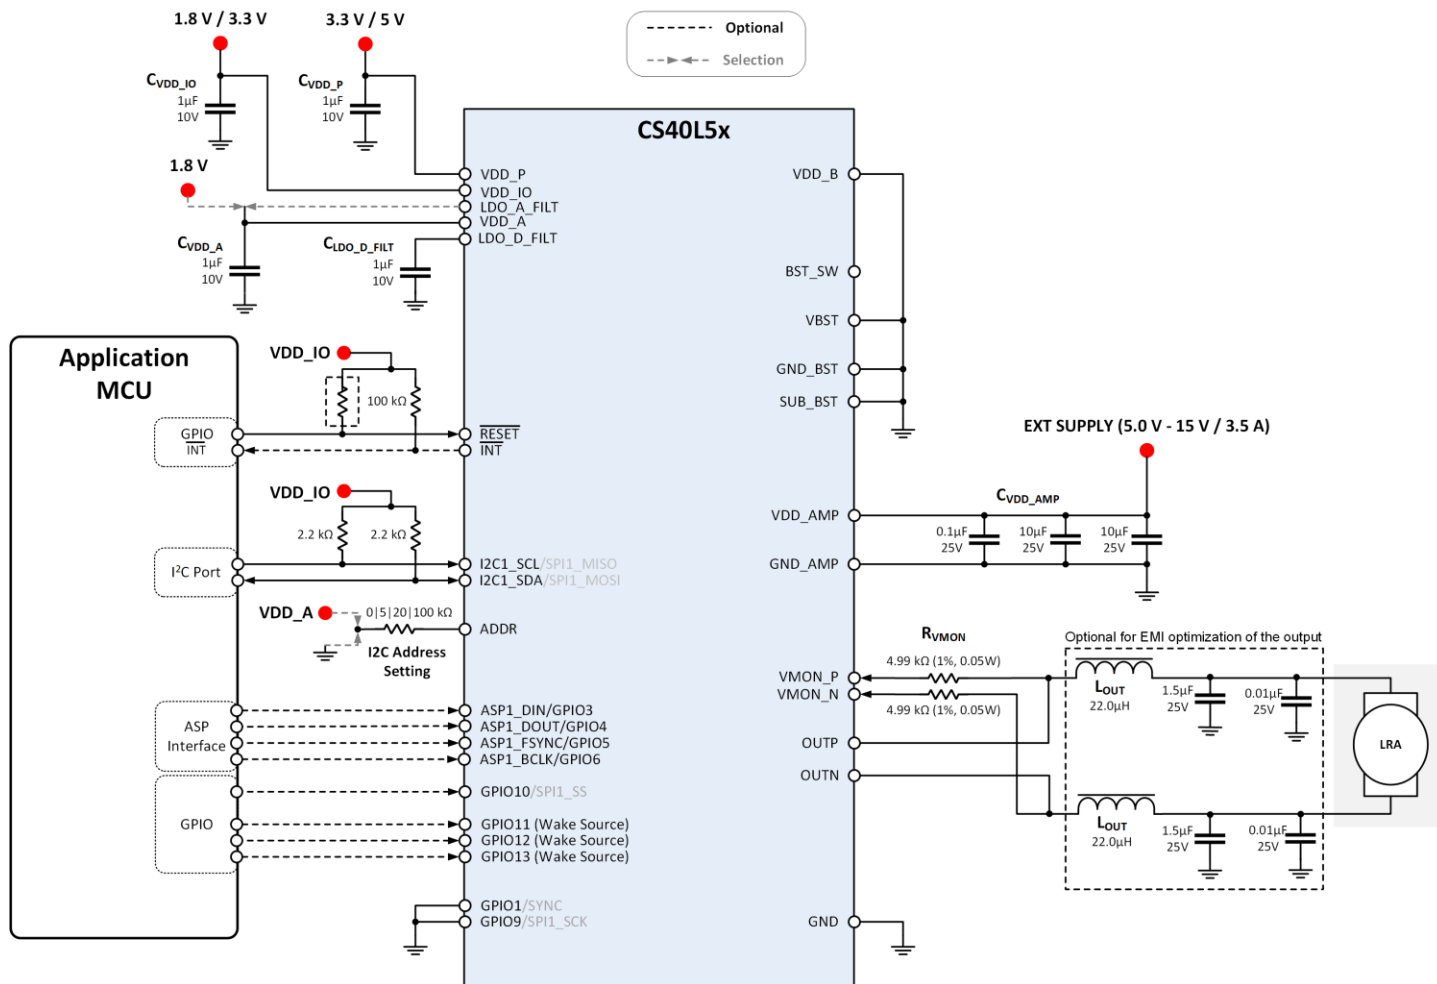 1.8 V / 3.3 V
3.3 V / 5 V
Optional
Selection
CVDD_IO
1µF
10V
CVDD_P
1µF
10V
CS40L5x
1.8 V
VDD_P
VDD_IO
LDO_A_FILT
VDD_A
LDO_D_FILT
CVDD_A
1µF
10V
CLDO_D_FILT
1µF
10V
VDD_B
BST_SW
VBST
GND_BST
SUB_BST
Application
MCU
VDD_IO
100 kΩ
GPIO
INT
RESET
INT
VDD_IO
2.2 kΩ
2.2 kΩ
I²C Port
I2C1_SCL/SPI1_MISO
I2C1_SDA/SPI1_MOSI
VDD_A
0|5|20|100 kΩ
ADDR
I2C Address
Setting
EXT SUPPLY (5.0 V - 15 V / 3.5 A)
CVDD_AMP
VDD_AMP
0.1µF
25V
10µF
25V
10µF
25V
GND_AMP
RVMON
4.99 kΩ (1%, 0.05W)
VMON_P
VMON_N
4.99 kΩ (1%, 0.05W)
OUTP
OUTN
Optional for EMI optimization of the output
LOUT
22.0µH
1.5µF
25V
0.01µF
25V
LRA
LOUT
22.0µH
1.5µF
25V
0.01µF
25V
ASP
Interface
ASP1_DIN/GPIO3
ASP1_DOUT/GPIO4
ASP1_FSYNC/GPIO5
ASP1_BCLK/GPIO6
GPIO
GPIO10/SPI1_SS
GPIO11 (Wake Source)
GPIO12 (Wake Source)
GPIO13 (Wake Source)
GPIO1/SYNC
GPIO9/SPI1_SCK
GND